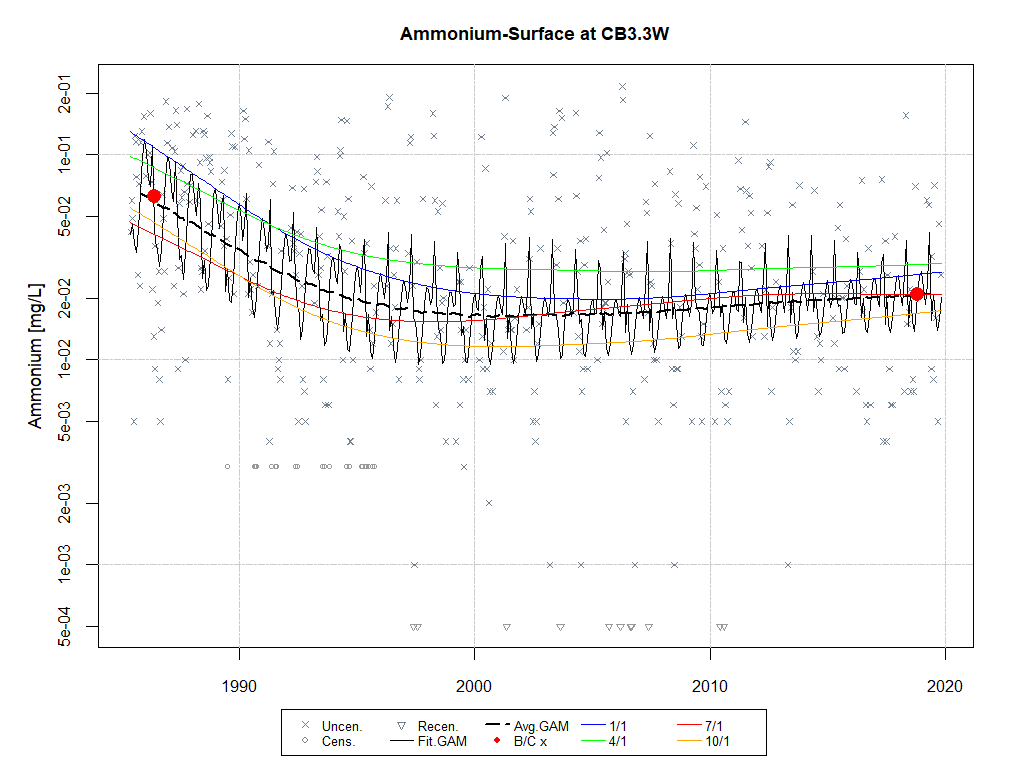 Ammonium-Surface at CB3.3W
Ammonium [mg/L]
2e-01
1e-01
5e-02
2e-02
1e-02
5e-03
2e-03
1e-03
5e-04
1990 2000 2010 2020
Uncen. Recen. Avg.GAM 1/1 7/1
Cens. Fit.GAM B/C x 4/1 10/1